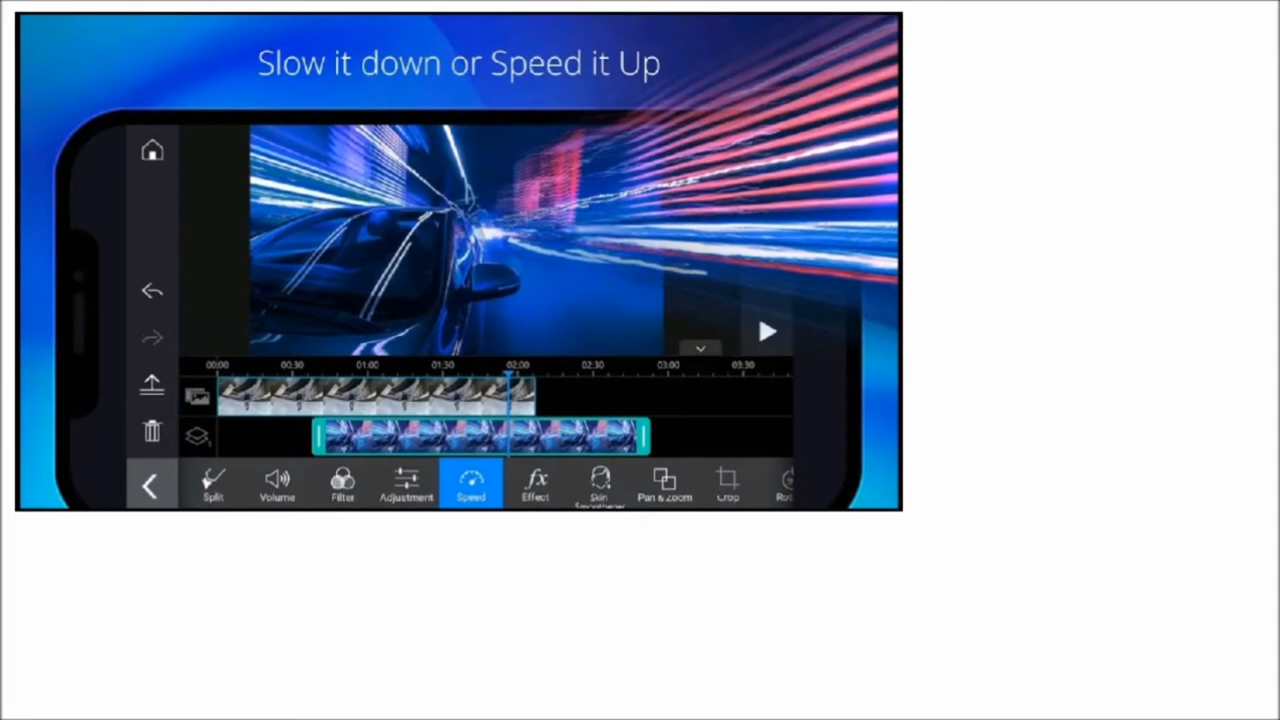 Slow it down or Speed it Up
00:00 00:30 01:00 01:30 02:00 02:30 03:00 03:30
Split Volume Filter Adjustment Speed Effect Skin Smoothener Pan & Zoom Crop